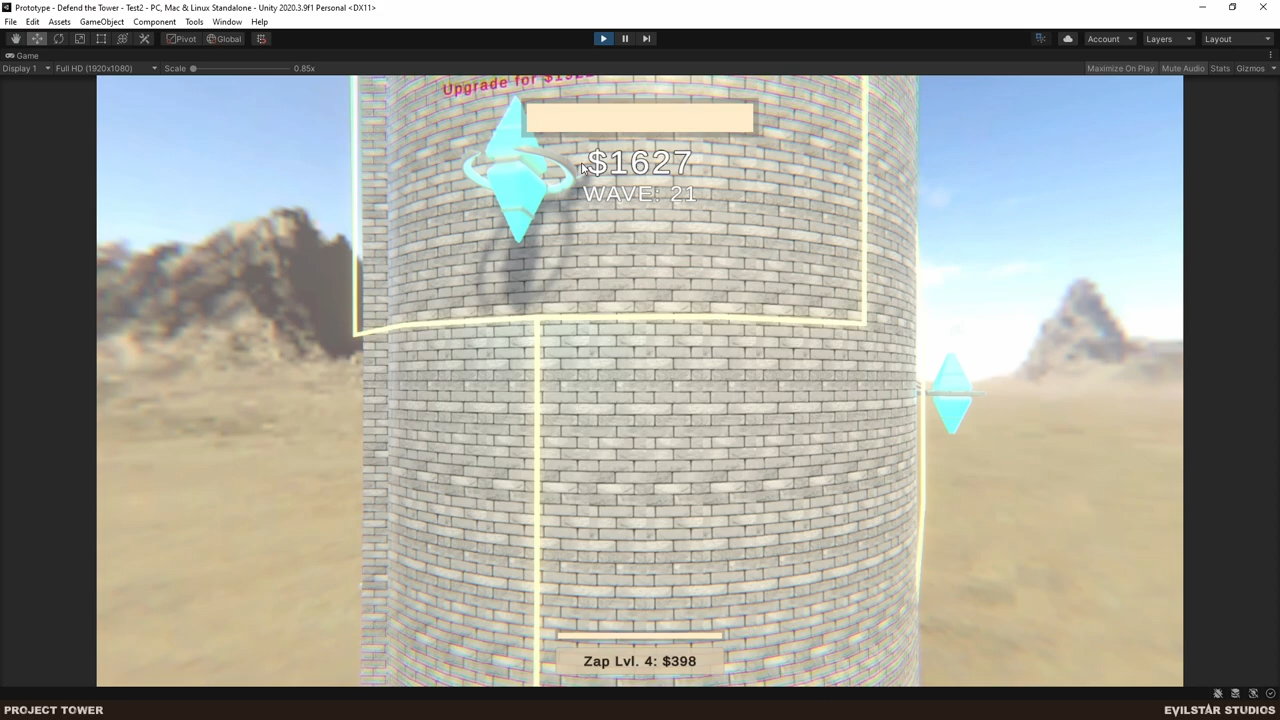 Prototype - Defend the Tower - Test2 - PC, Mac & Linux Standalone - Unity 2020.3.9f1 Personal <DX11>
File Edit Assets GameObject Component Tools Window Help
Pivot Global Account Layers Layout
Game
Display 1 Full HD (1920x1080) Scale 0.85x Maximize On Play Mute Audio Stats Gizmos
Upgrade for
$1627
WAVE: 21
Zap Lvl. 4: $398
PROJECT TOWER
EVILSTAR STUDIOS